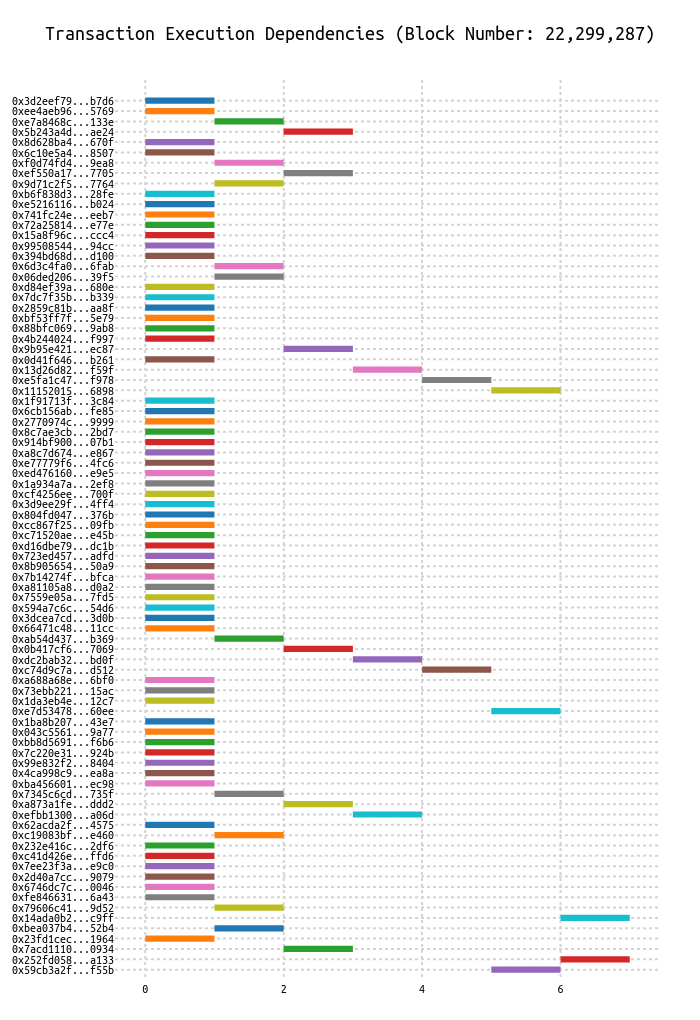 Transaction Execution Dependencies (Block Number: 22,299,287)
0x3d2eef79...b7d6
0xee4aeb96...5769
0xe7a8468c...133e
0x5b243a4d...ae24
0x8d628ba4...670f
0x6c10e5a4...8507
0xf0d74fd4...9ea8
0xef550a17...7705
0x9d71c2f5...7764
0xb6f838d3...28fe
0xe5216116...b024
0x741fc24e...eeb7
0x72a25814...e77e
0x15a8f96c...ccc4
0x99508544...94cc
0x394bd68d...d100
0x6d3c4fa0...6fab
0x06ded206...39f5
0xd84ef39a...680e
0x7dc7f35b...b339
0x2859c81b...aa8f
0xbf53ff7f...5e79
0x88bfc069...9ab8
0x4b244024...f997
0x9b95e421...ec87
0x0d41f646...b261
0x13d26d82...f59f
0xe5fa1c47...f978
0x11152015...6898
0x1f91713f...3c84
0x6cb156ab...fe85
0x2770974c...9999
0x8c7ae3cb...2bd7
0x914bf900...07b1
0xa8c7d674...e867
0xe77779f6...4fc6
0xed476160...e9e5
0x1a934a7a...2ef8
0xcf4256ee...700f
0x3d9ee29f...4ff4
0x804fd047...376b
0xcc867f25...09fb
0xc71520ae...e45b
0xd16dbe79...dc1b
0x723ed457...adfd
0x8b905654...50a9
0x7b14274f...bfca
0xa81105a8...d0a2
0x7559e05a...7fd5
0x594a7c6c...54d6
0x3dcea7cd...3d0b
0x66471c48...11cc
0xab54d437...b369
0x0b417cf6...7069
0xdc2bab32...bd0f
0xc74d9c7a...d512
0xa688a68e...6bf0
0x73ebb221...15ac
0x1da3eb4e...12c7
0xe7d53478...60ee
0x1ba8b207...43e7
0x043c5561...9a77
0xbb8d5691...f6b6
0x7c220e31...924b
0x99e832f2...8404
0x4ca998c9...ea8a
0xba456601...ec98
0x7345c6cd...735f
0xa873a1fe...ddd2
0xefbb1300...a06d
0x62acda2f...4575
0xc19083bf...e460
0x232e416c...2df6
0xc41d426e...ffd6
0x7ee23f3a...e9c0
0x2d40a7cc...9079
0x6746dc7c...0046
0xfe846631...6a43
0x79606c41...9d52
0x14ada0b2...c9ff
0xbea037b4...52b4
0x23fd1cec...1964
0x7acd1110...0934
0x252fd058...a133
0x59cb3a2f...f55b
0 2 4 6